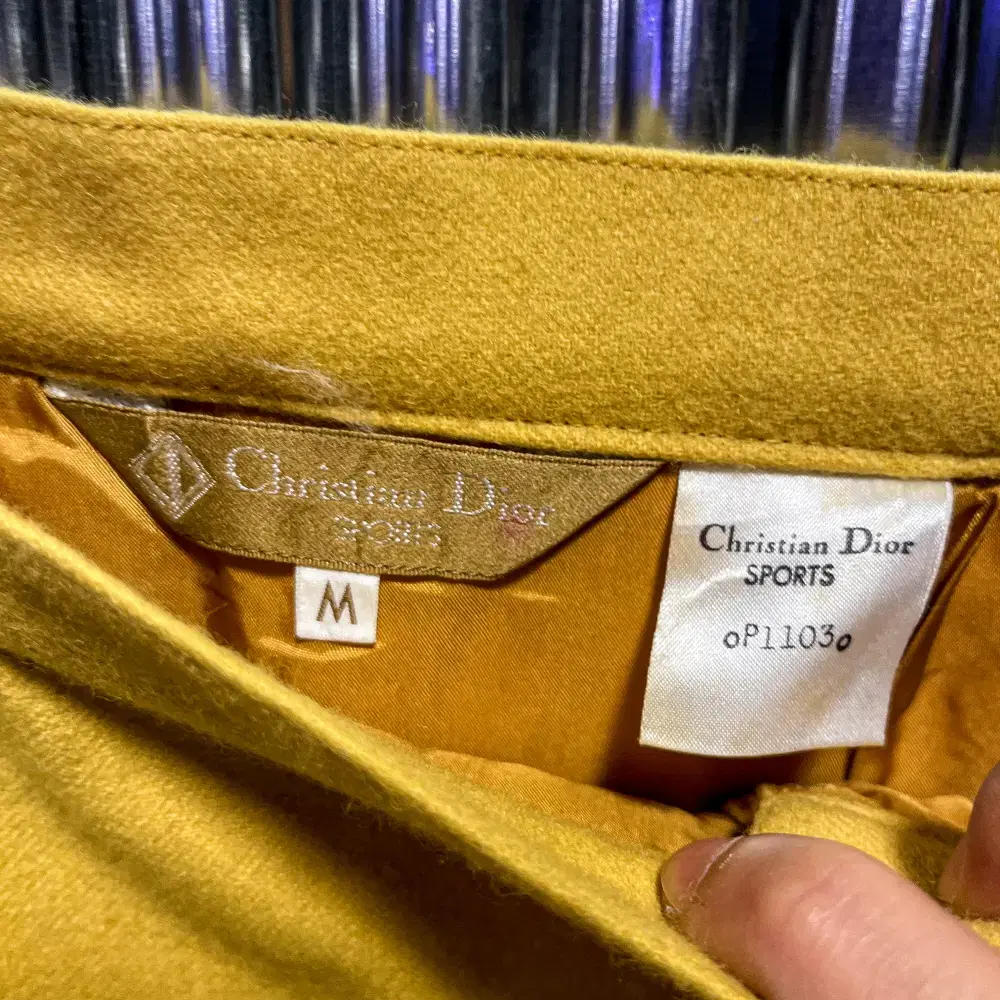 Christian Dior
SPORTS
M
Christian Dior
SPORTS
oP1103o